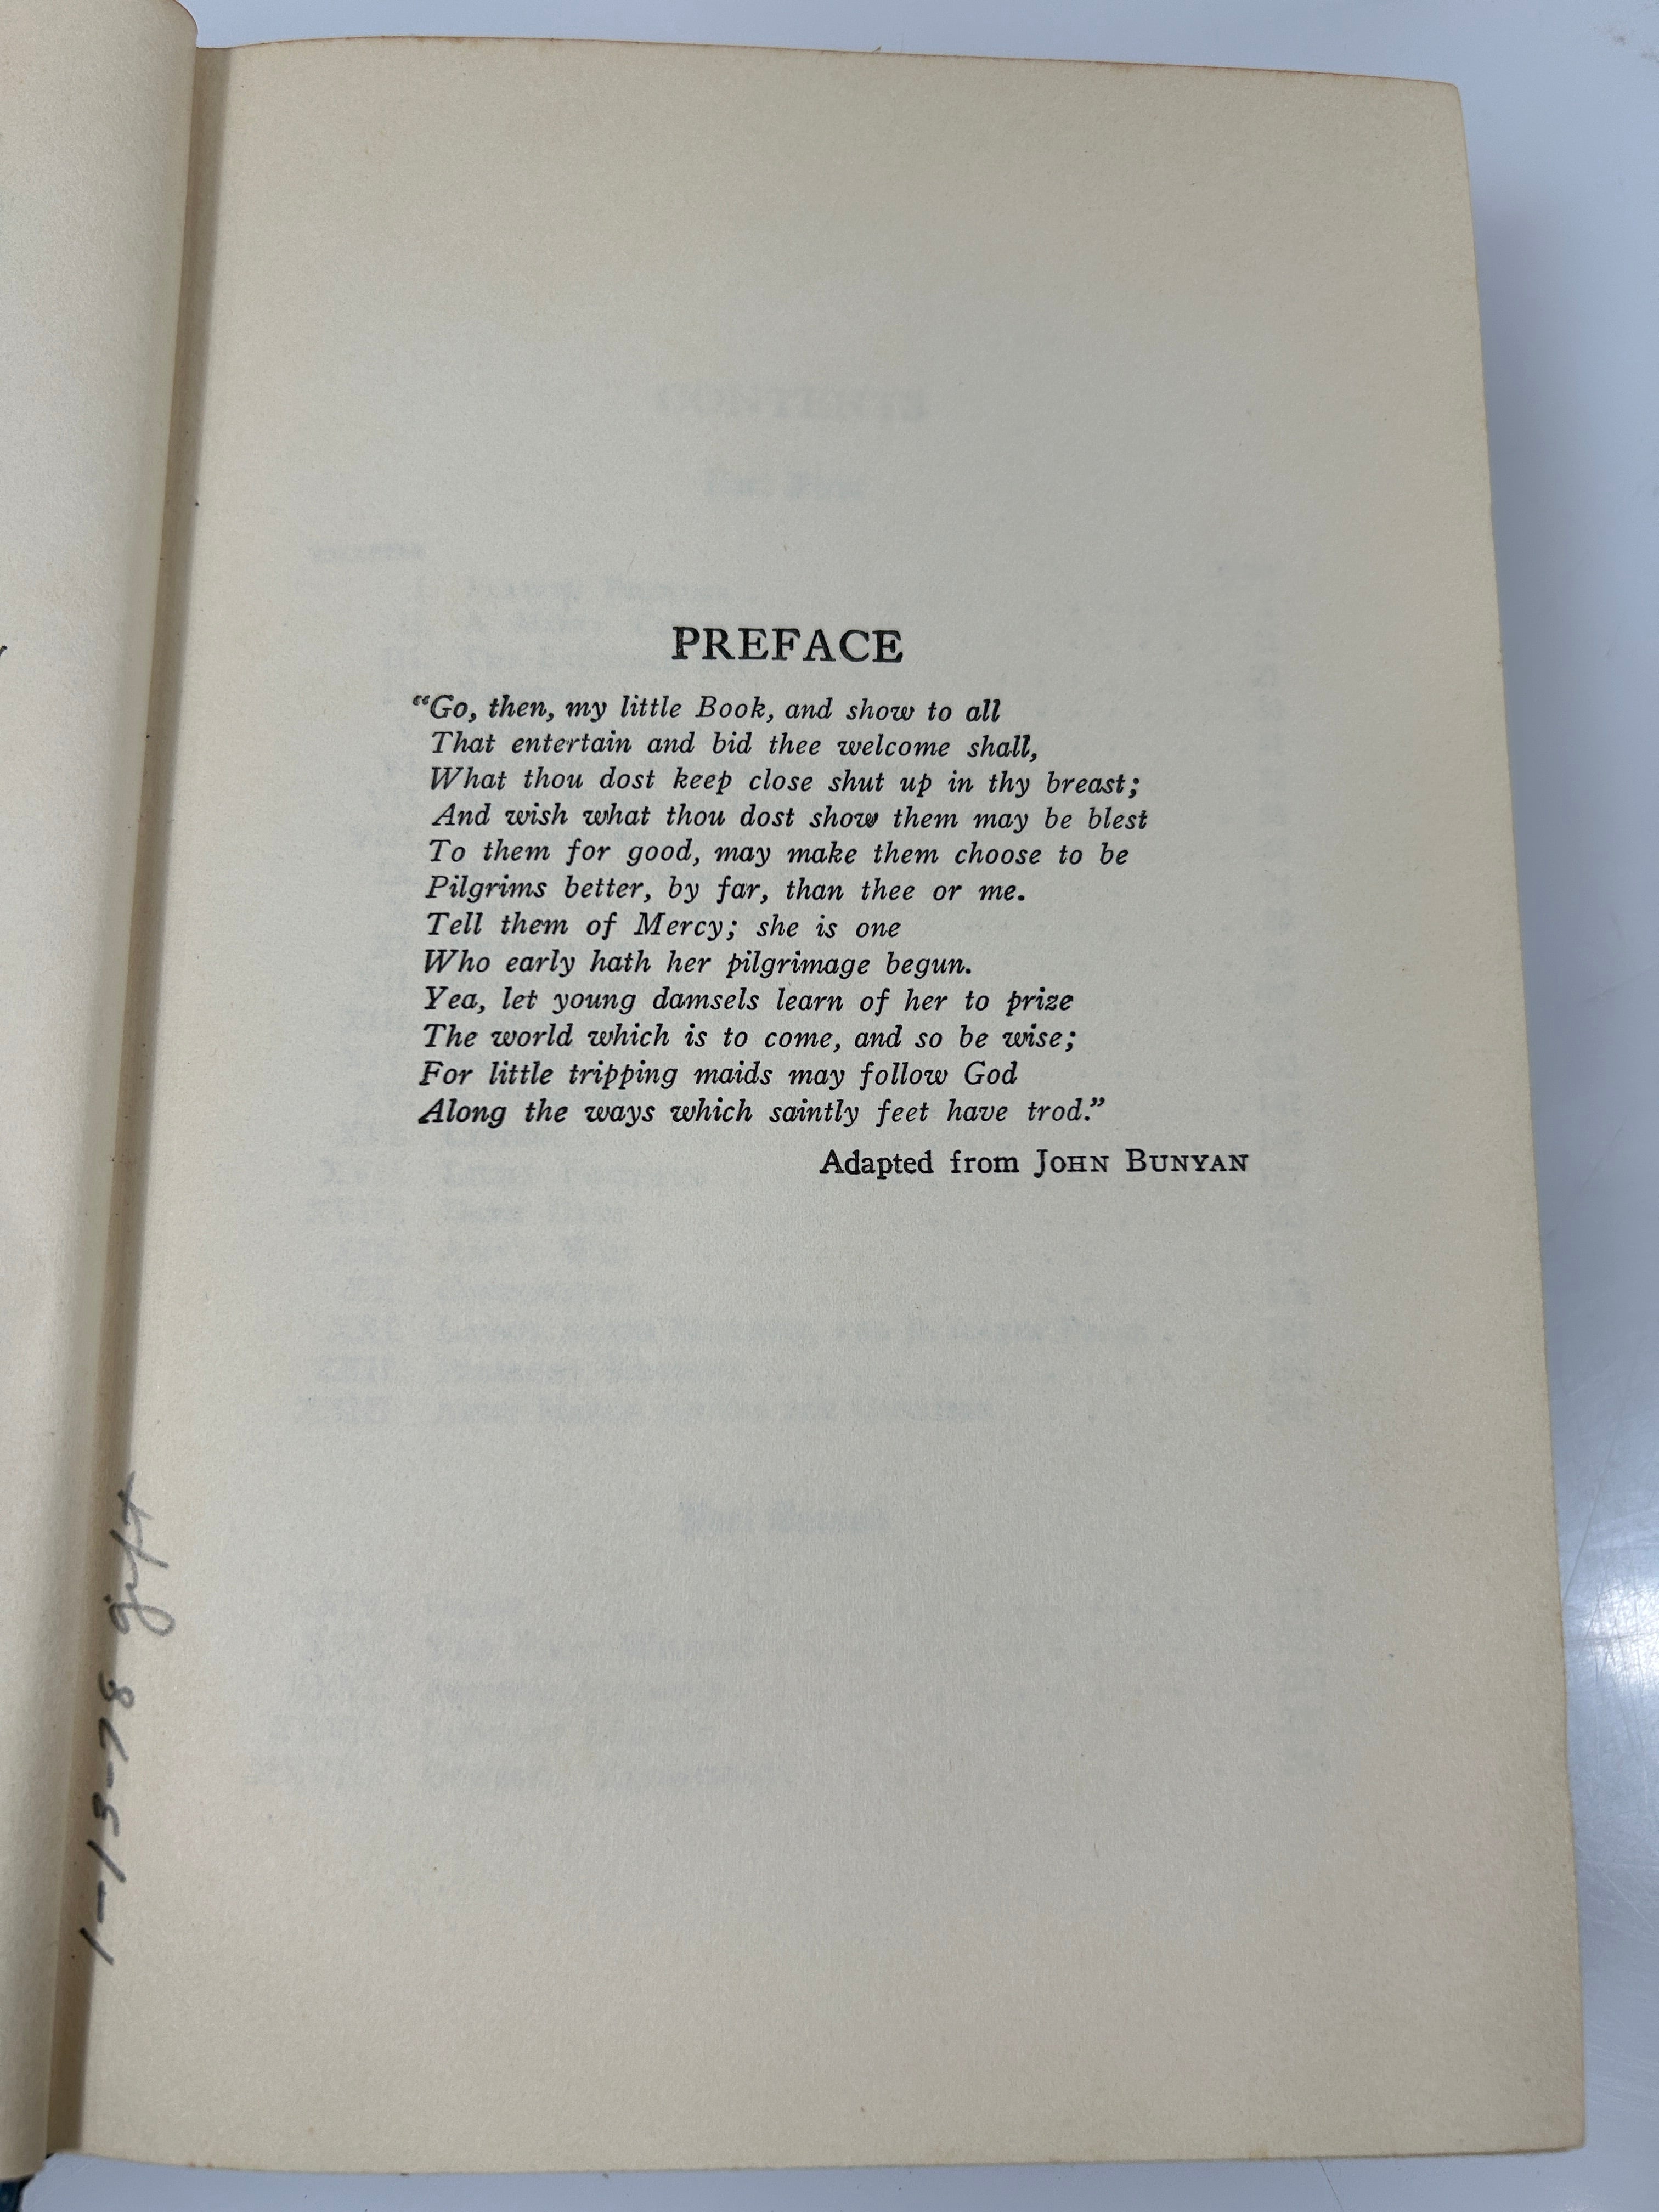 PREFACE
“Go, then, my little Book, and show to all
That entertain and bid thee welcome shall,
What thou dost keep close shut up in thy breast;
And wish what thou dost show them may be blest
To them for good, may make them choose to be
Pilgrims better, by far, than thee or me.
Tell them of Mercy; she is one
Who early hath her pilgrimage begun.
Yea, let young damsels learn of her to prize
The world which is to come, and so be wise;
For little tripping maids may follow God
Along the ways which saintly feet have trod.”
Adapted from JOHN BUNYAN
1-13-78 gift
CONTENTS